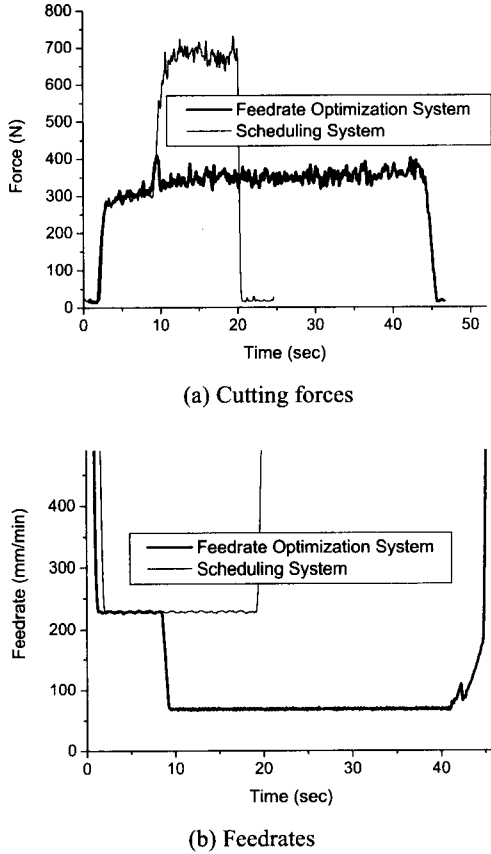 800
700
600
500
400
300
200
100
0
Force (N)
Feedrate Optimization System
Scheduling System
0 10 20 30 40 50
Time (sec)
(a) Cutting forces
400
300
200
100
0
Feedrate (mm/min)
Feedrate Optimization System
Scheduling System
0 10 20 30 40
Time (sec)
(b) Feedrates